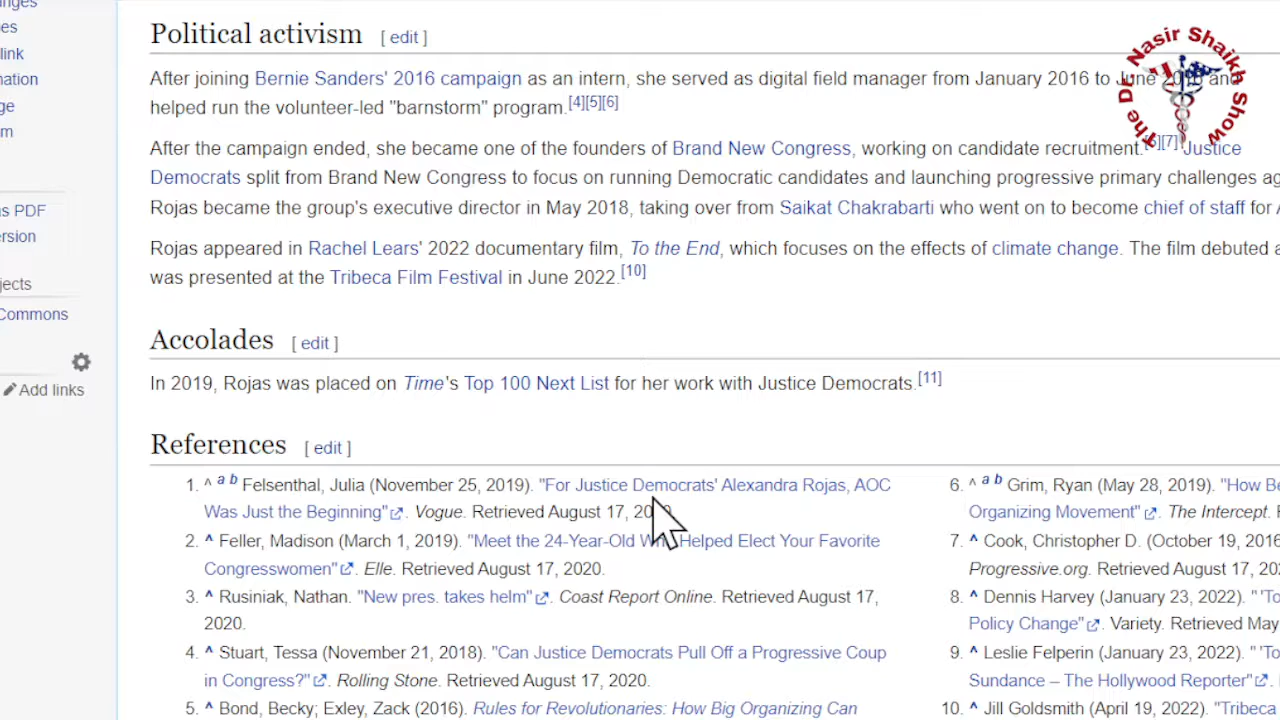 The Dr. Nasir Shaikh Show
Political activism [ edit ]
After joining Bernie Sanders' 2016 campaign as an intern, she served as digital field manager from January 2016 to June 2016 and
helped run the volunteer-led "barnstorm" program.[4][5][6]
After the campaign ended, she became one of the founders of Brand New Congress, working on candidate recruitment.[6][7] Justice
Democrats split from Brand New Congress to focus on running Democratic candidates and launching progressive primary challenges
Rojas became the group's executive director in May 2018, taking over from Saikat Chakrabarti who went on to become chief of staff for
Rojas appeared in Rachel Lears' 2022 documentary film, To the End, which focuses on the effects of climate change. The film debuted
was presented at the Tribeca Film Festival in June 2022.[10]
Accolades [ edit ]
In 2019, Rojas was placed on Time's Top 100 Next List for her work with Justice Democrats.[11]
References [ edit ]
1. ^ a b Felsenthal, Julia (November 25, 2019). "For Justice Democrats' Alexandra Rojas, AOC
Was Just the Beginning". Vogue. Retrieved August 17,
2. ^ Feller, Madison (March 1, 2019). "Meet the 24-Year-Old Who Helped Elect Your Favorite
Congresswomen". Elle. Retrieved August 17, 2020.
3. ^ Rusiniak, Nathan. "New pres. takes helm". Coast Report Online. Retrieved August 17,
2020.
4. ^ Stuart, Tessa (November 21, 2018). "Can Justice Democrats Pull Off a Progressive Coup
in Congress?". Rolling Stone. Retrieved August 17, 2020.
5. ^ Bond, Becky; Exley, Zack (2016). Rules for Revolutionaries: How Big Organizing Can
6. ^ a b Grim, Ryan (May 28, 2019). "How
Organizing Movement". The Intercept.
7. ^ Cook, Christopher D. (October 19, 2016
Progressive.org. Retrieved August 17,
8. ^ Dennis Harvey (January 23, 2022). "'To
Policy Change". Variety. Retrieved May
9. ^ Leslie Felperin (January 23, 2022). "'To
Sundance – The Hollywood Reporter".
10. ^ Jill Goldsmith (April 19, 2022). "Tribeca
link
s PDF
Commons
Add links